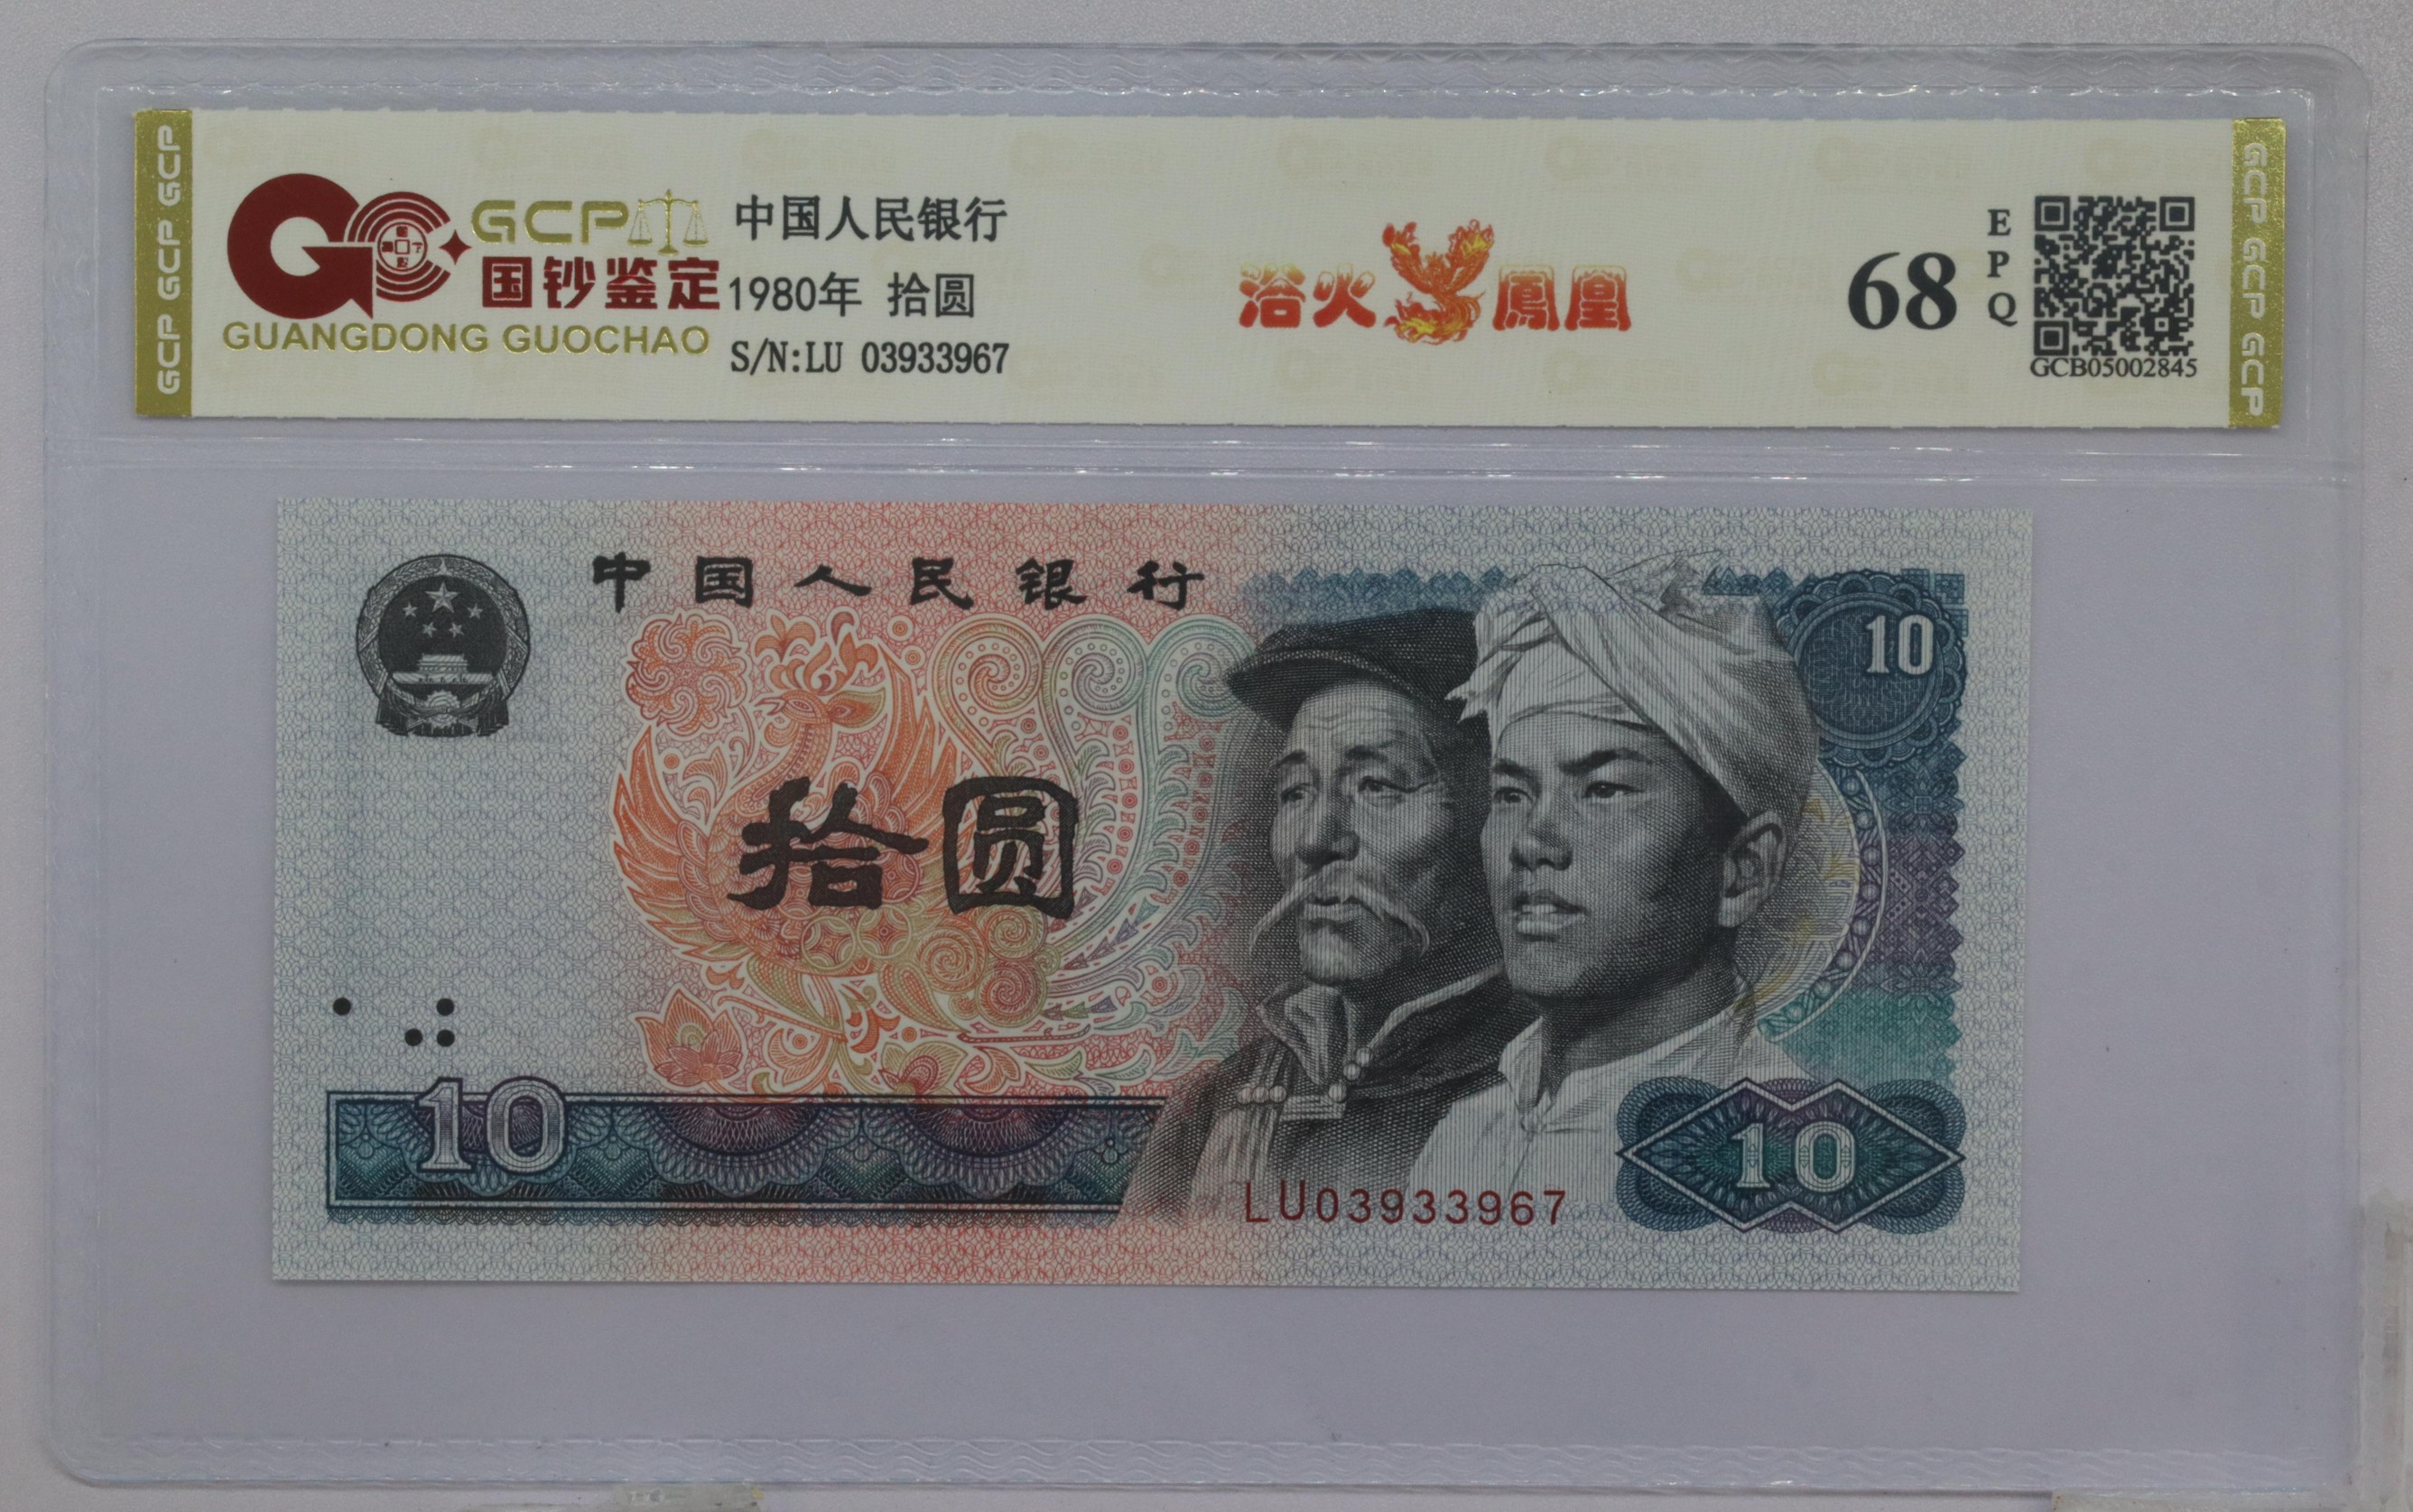 GCP GCP GCP
GCP
国钞鉴定
GUANGDONG GUOCHAO
中国人民银行
1980年 拾圆
S/N:LU 03933967
浴火鳳凰
68
EPQ
GCB05002845
GCP GCP GCP
中国人民银行
10
拾圆
10
10
LU03933967